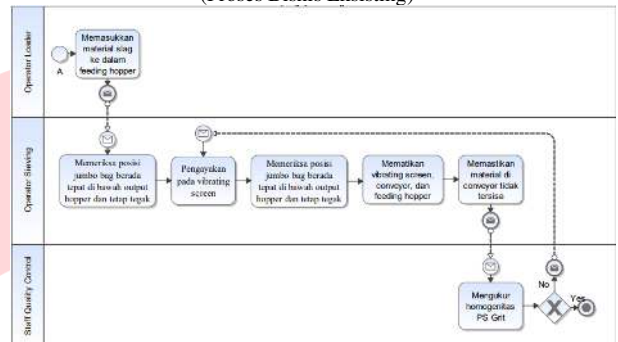 (Proses Bisnis Eksisting)
Operator Loader
A
Memasukkan
material slag
ke dalam
feeding hopper
Operator Sieving
Memeriksa posisi
jumbo bag berada
tepat di bawah output
hopper dan tetap tegak
Pengayakan
pada vibrating
screen
Memeriksa posisi
jumbo bag berada
tepat di bawah output
hopper dan tetap tegak
Mematikan
vibrating screen,
conveyor, dan
feeding hopper
Memastikan
material di
conveyor tidak
tersisa
Staff Quality Control
Mengukur
homogenitas
PS Grit
No
Yes